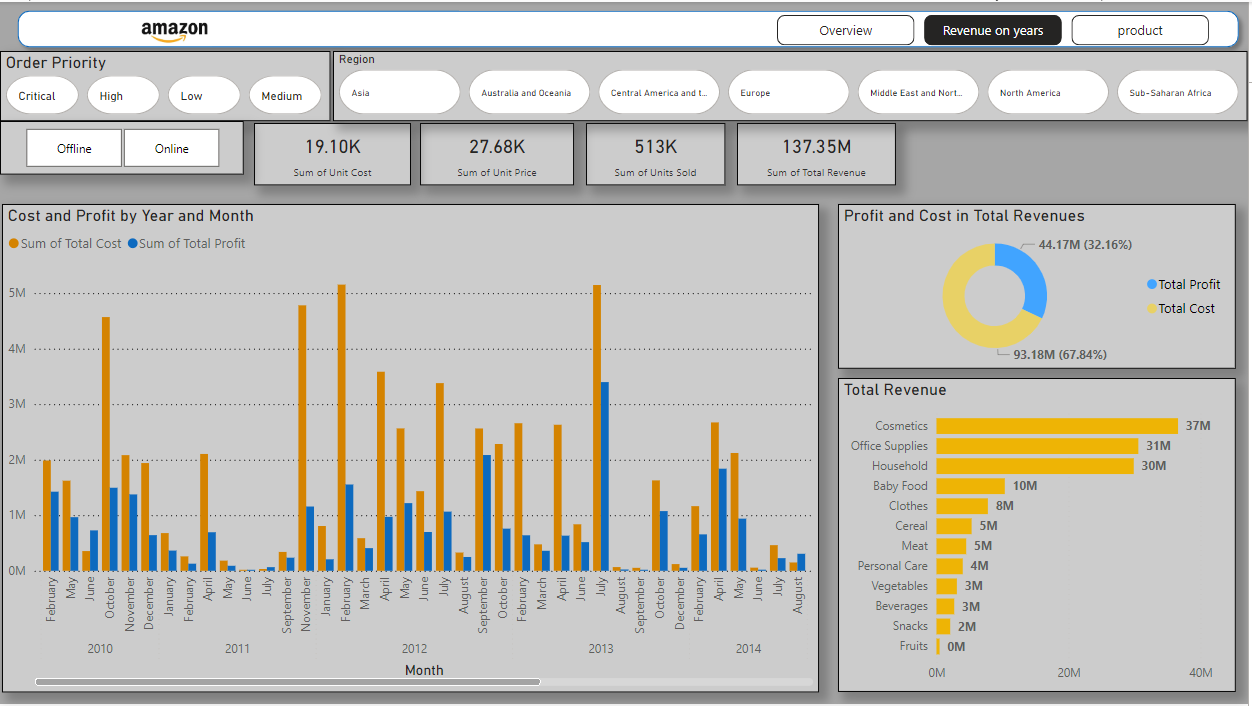 amazon
Overview
Revenue on years
product
Order Priority
Critical
High
Low
Medium
Region
Asia
Australia and Oceania
Central America and t...
Europe
Middle East and Nort...
North America
Sub-Saharan Africa
Offline
Online
19.10K
Sum of Unit Cost
27.68K
Sum of Unit Price
513K
Sum of Units Sold
137.35M
Sum of Total Revenue
Cost and Profit by Year and Month
Sum of Total Cost
Sum of Total Profit
5M
4M
3M
2M
1M
0M
February
May
June
October
November
December
January
February
April
May
June
July
September
November
January
February
March
April
May
June
July
August
September
October
February
March
April
June
July
August
September
October
December
February
April
May
June
July
August
2010
2011
2012
2013
2014
Month
Profit and Cost in Total Revenues
44.17M (32.16%)
Total Profit
Total Cost
93.18M (67.84%)
Total Revenue
Cosmetics 37M
Office Supplies 31M
Household 30M
Baby Food 10M
Clothes 8M
Cereal 5M
Meat 5M
Personal Care 4M
Vegetables 3M
Beverages 3M
Snacks 2M
Fruits 0M
0M 20M 40M